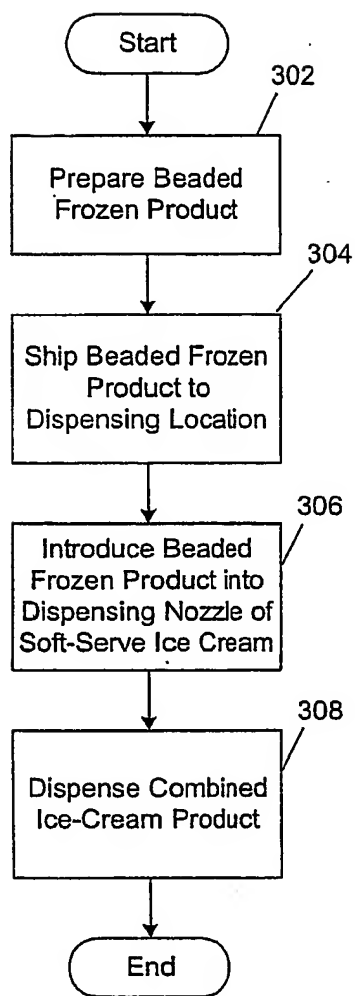 Start
302
Prepare Beaded
Frozen Product
304
Ship Beaded Frozen
Product to
Dispensing Location
306
Introduce Beaded
Frozen Product into
Dispensing Nozzle of
Soft-Serve Ice Cream
308
Dispense Combined
Ice-Cream Product
End